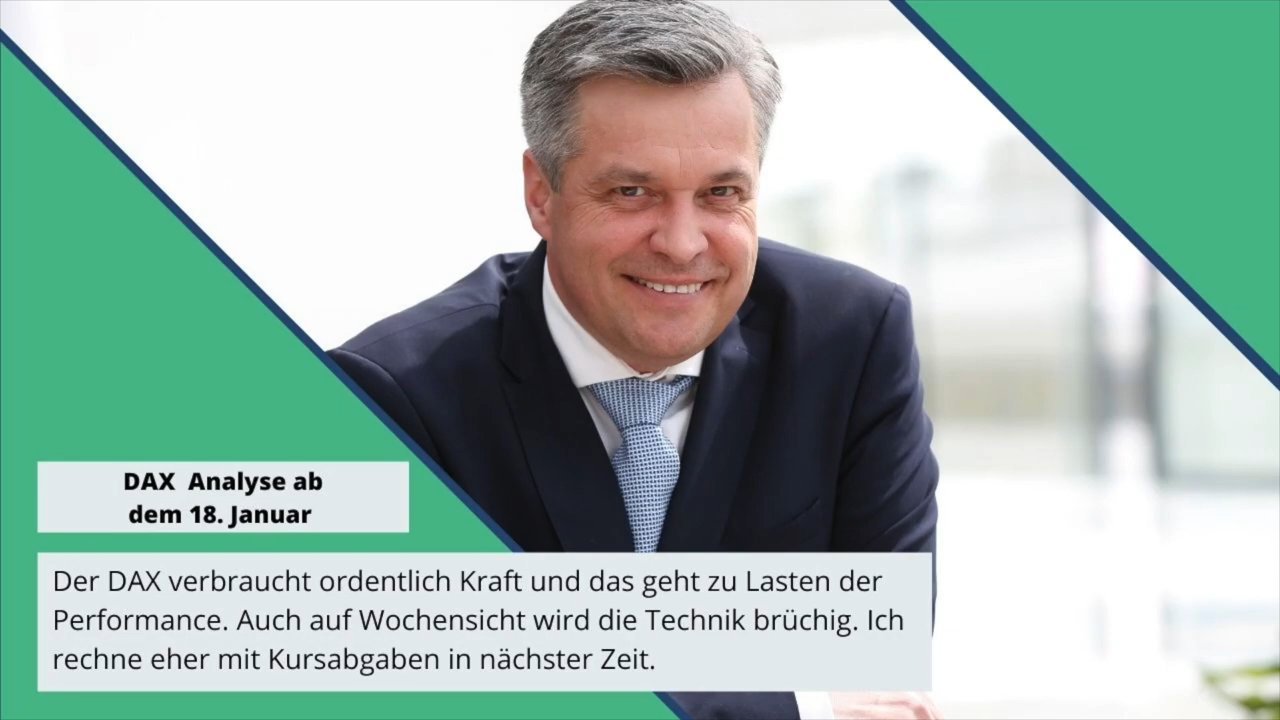 DAX  Analyse ab
dem 18. Januar
Der DAX verbraucht ordentlich Kraft und das geht zu Lasten der
Performance. Auch auf Wochensicht wird die Technik brüchig. Ich
rechne eher mit Kursabgaben in nächster Zeit.